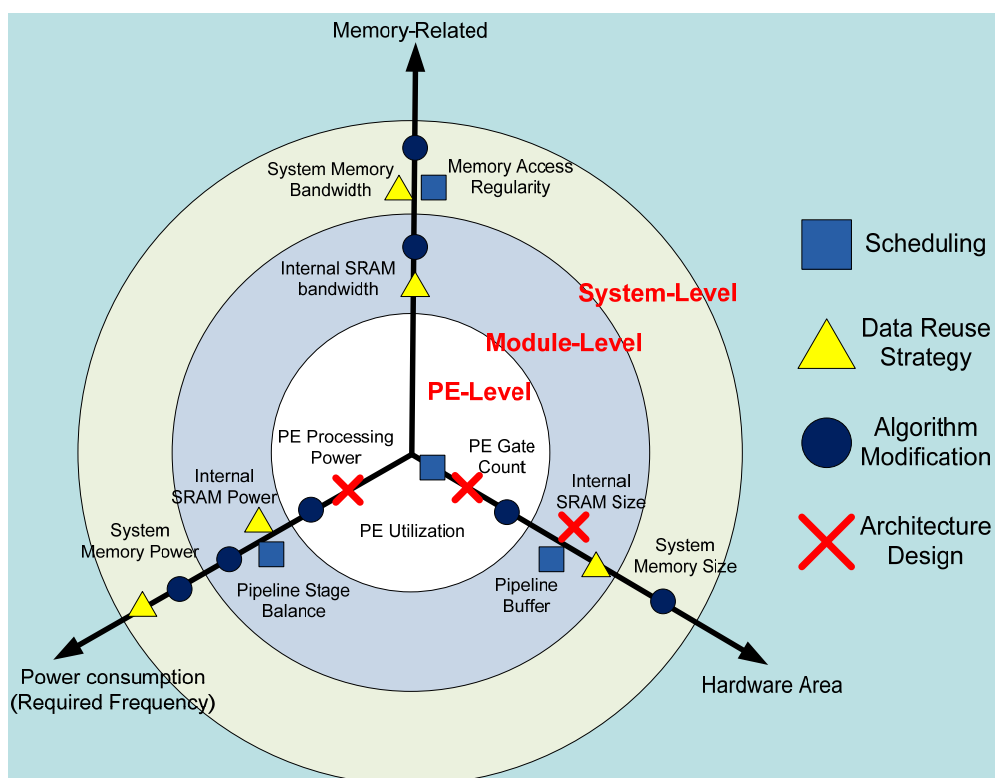 Memory-Related
System Memory
Bandwidth
Memory Access
Regularity
Internal SRAM
bandwidth
System-Level
Module-Level
PE-Level
PE Processing
Power
PE Gate
Count
Internal
SRAM Power
Internal
SRAM Size
PE Utilization
System
Memory Power
System
Memory Size
Pipeline Stage
Balance
Pipeline
Buffer
Power consumption
(Required Frequency)
Hardware Area
Scheduling
Data Reuse
Strategy
Algorithm
Modification
Architecture
Design